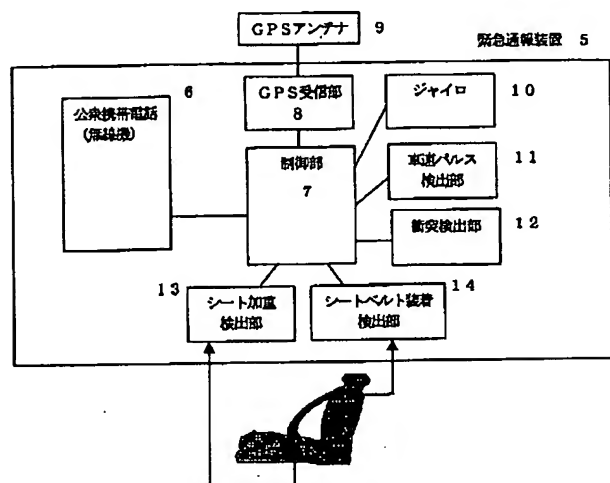 GPSアンテナ 9
緊急通報装置 5
6
公衆携帯電話
(無線機)
GPS受信部
8
ジャイロ
10
制御部
7
車速パルス
検出部
11
衝突検出部
12
13
シート加重
検出部
シートベルト装着
検出部
14